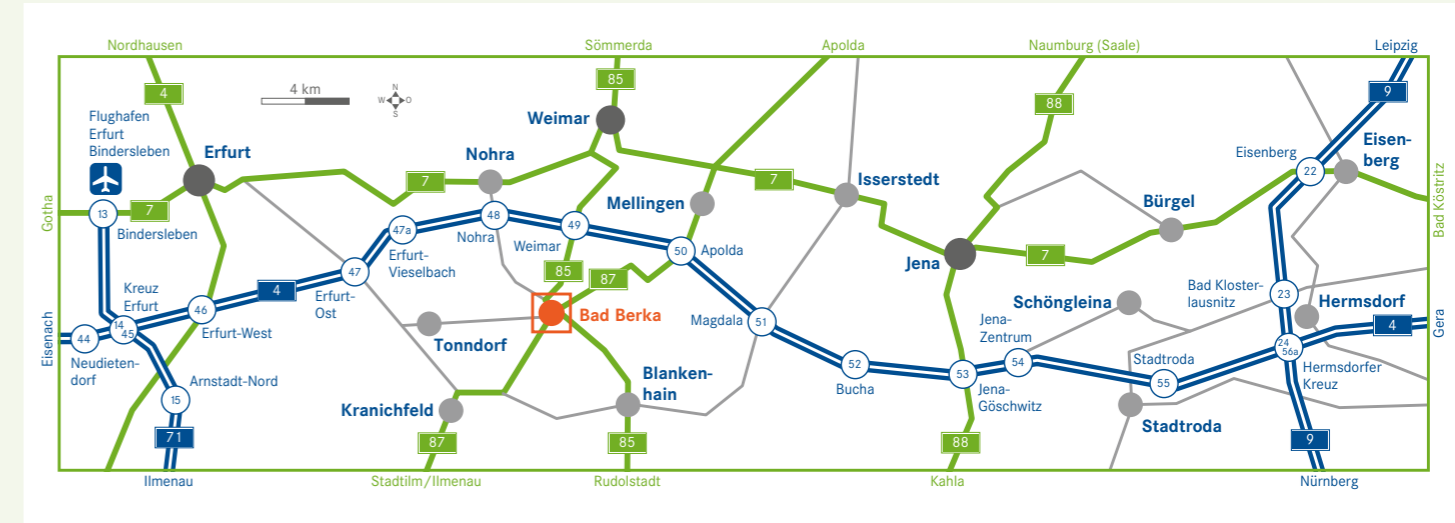 Nordhausen
Sömmerda
Apolda
Naumburg (Saale)
Leipzig
4
4 km
N
W
O
S
85
88
9
Flughafen
Erfurt
Bindersleben
Erfurt
Weimar
Nohra
7
7
Isserstedt
Eisenberg
22
Eisen-
berg
Gotha
13
7
Bindersleben
Mellingen
Bürgel
Bad Köstritz
47a
48
Nohra
49
Weimar
50
Apolda
Erfurt-
Vieselbach
Jena
7
47
Erfurt-
Ost
4
85
87
Bad Berka
Kreuz
Erfurt
14
45
46
Erfurt-West
Eisenach
44
Neudieten-
dorf
Tonndorf
Magdala
51
Schöngleina
Bad Kloster-
lausnitz
23
Hermsdorf
4
Gera
Jena-
Zentrum
54
24
56a
Hermsdorfer
Kreuz
Arnstadt-Nord
15
Kranichfeld
Blanken-
hain
52
Bucha
53
Jena-
Göschwitz
Stadtroda
55
Stadtroda
71
87
85
88
9
Ilmenau
Stadtilm/Ilmenau
Rudolstadt
Kahla
Nürnberg